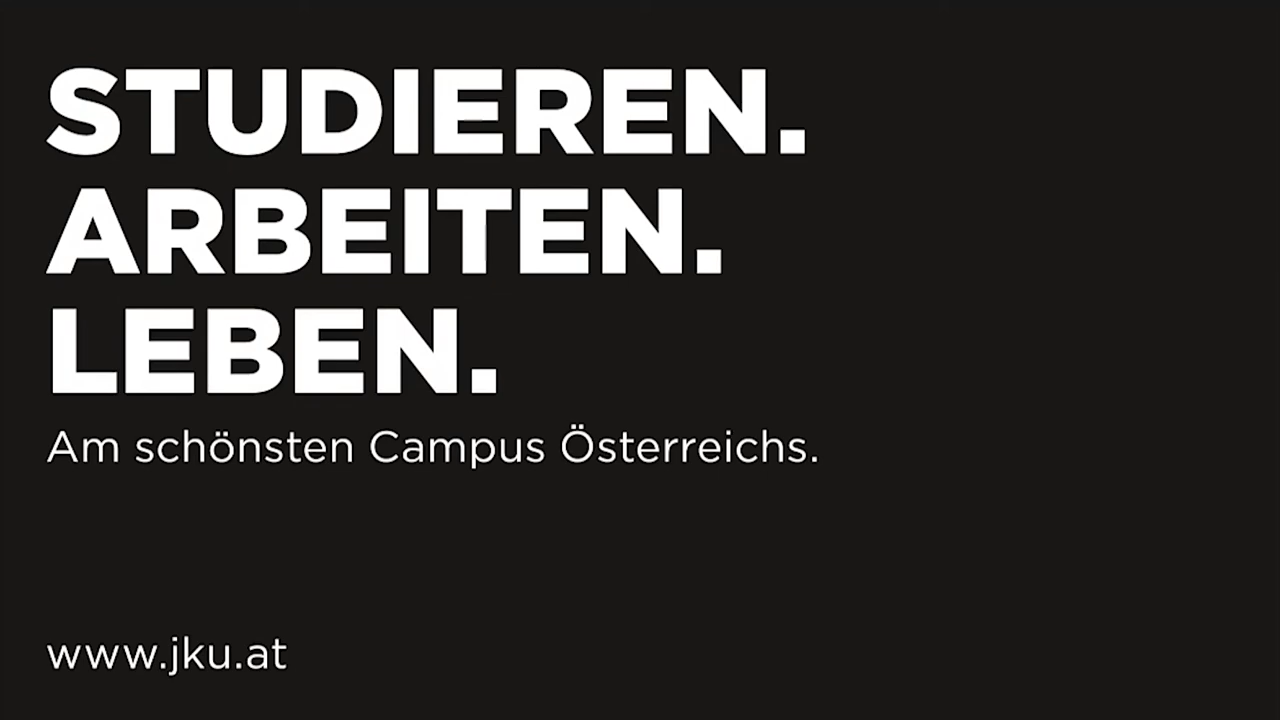 STUDIEREN.
ARBEITEN.
LEBEN.
Am schönsten Campus Österreichs.
www.jku.at